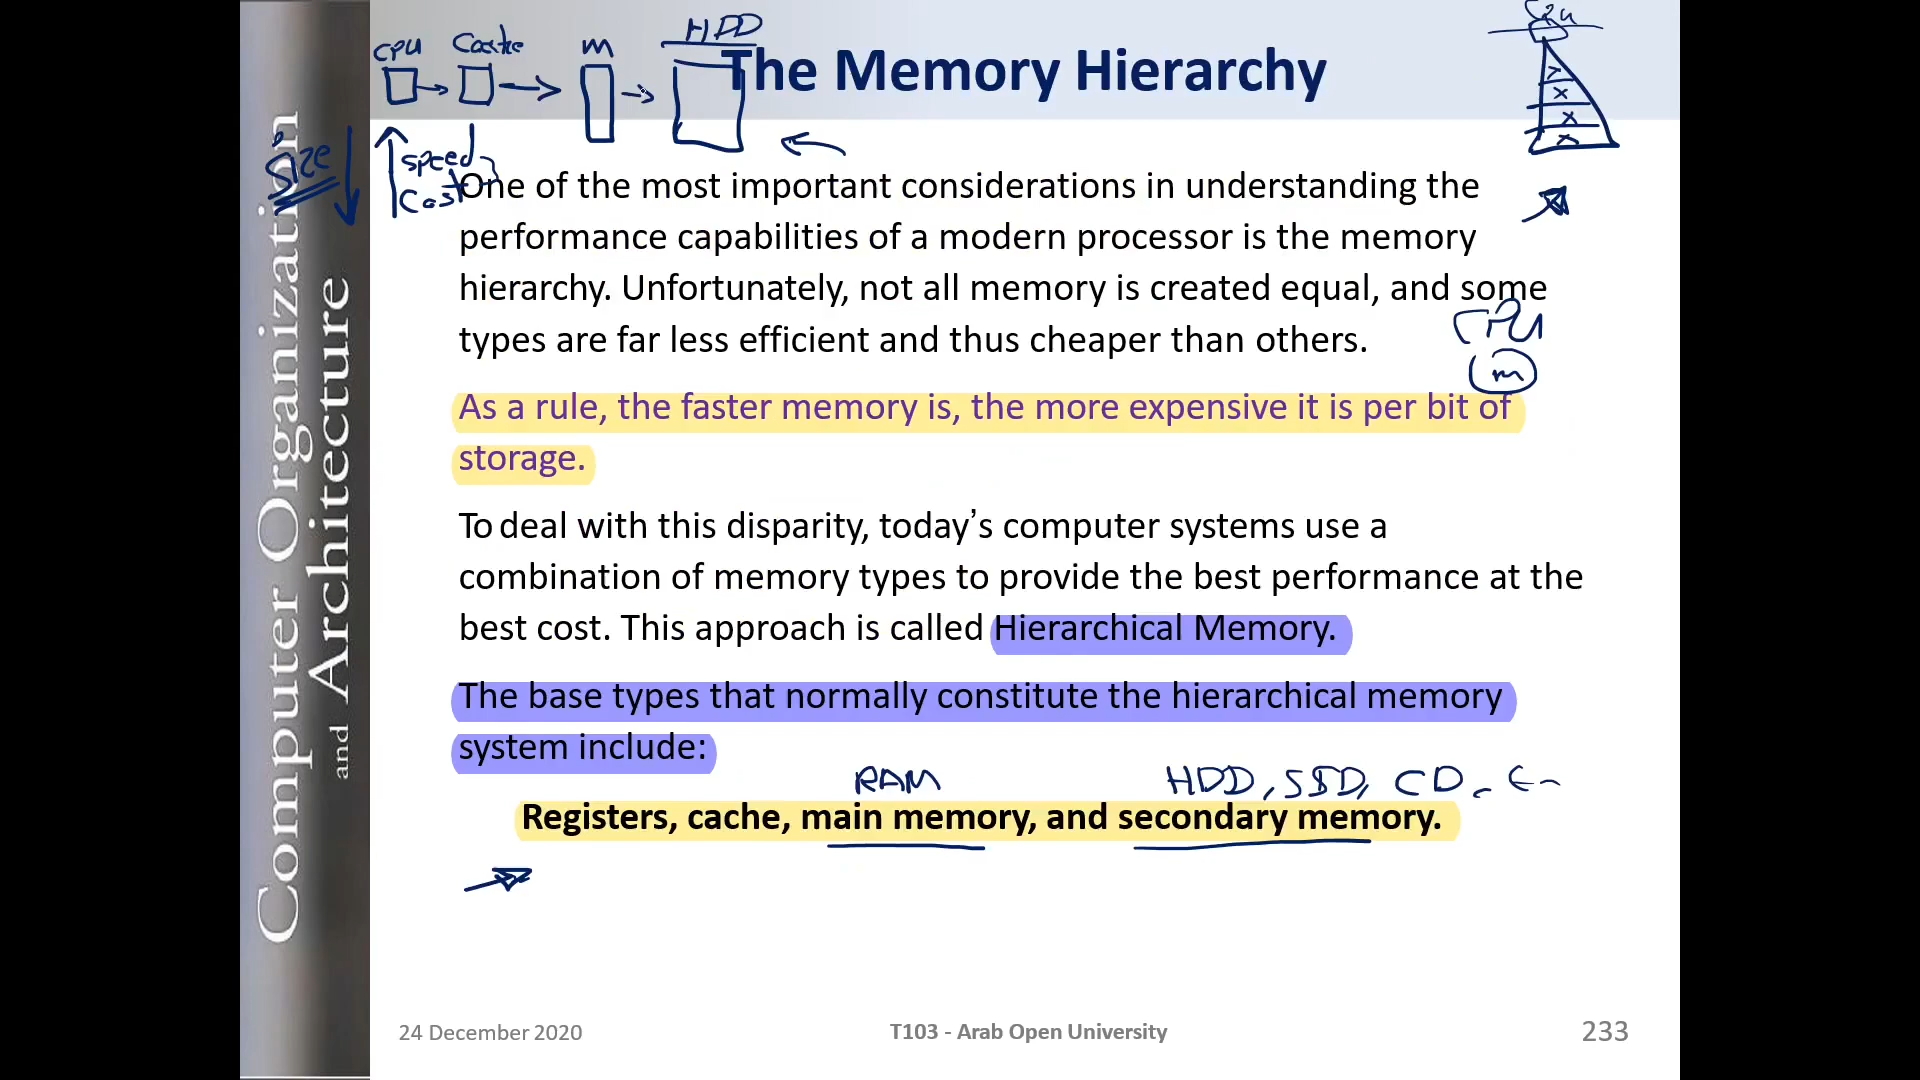 HDD
CPU
Cache
m
CPU
The Memory Hierarchy
Size
speed
Cost
One of the most important considerations in understanding the
performance capabilities of a modern processor is the memory
hierarchy. Unfortunately, not all memory is created equal, and some
types are far less efficient and thus cheaper than others.
CPU
m
As a rule, the faster memory is, the more expensive it is per bit of
storage.
To deal with this disparity, today’s computer systems use a
combination of memory types to provide the best performance at the
best cost. This approach is called Hierarchical Memory.
The base types that normally constitute the hierarchical memory
system include:
RAM
HDD, SSD, CD
Registers, cache, main memory, and secondary memory.
Computer Organization
and Architecture
24 December 2020
T103 - Arab Open University
233